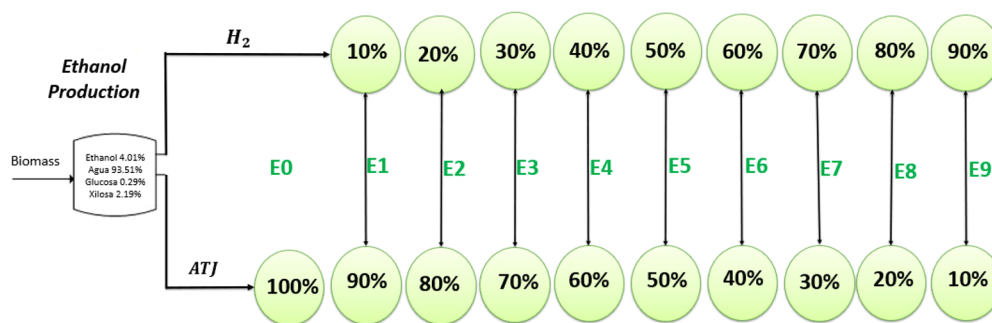 H₂
10% 20% 30% 40% 50% 60% 70% 80% 90%
Ethanol
Production
Biomass
Ethanol 4.01%
Agua 93.51%
Glucosa 0.29%
Xilosa 2.19%
E0 E1 E2 E3 E4 E5 E6 E7 E8 E9
ATJ
100% 90% 80% 70% 60% 50% 40% 30% 20% 10%